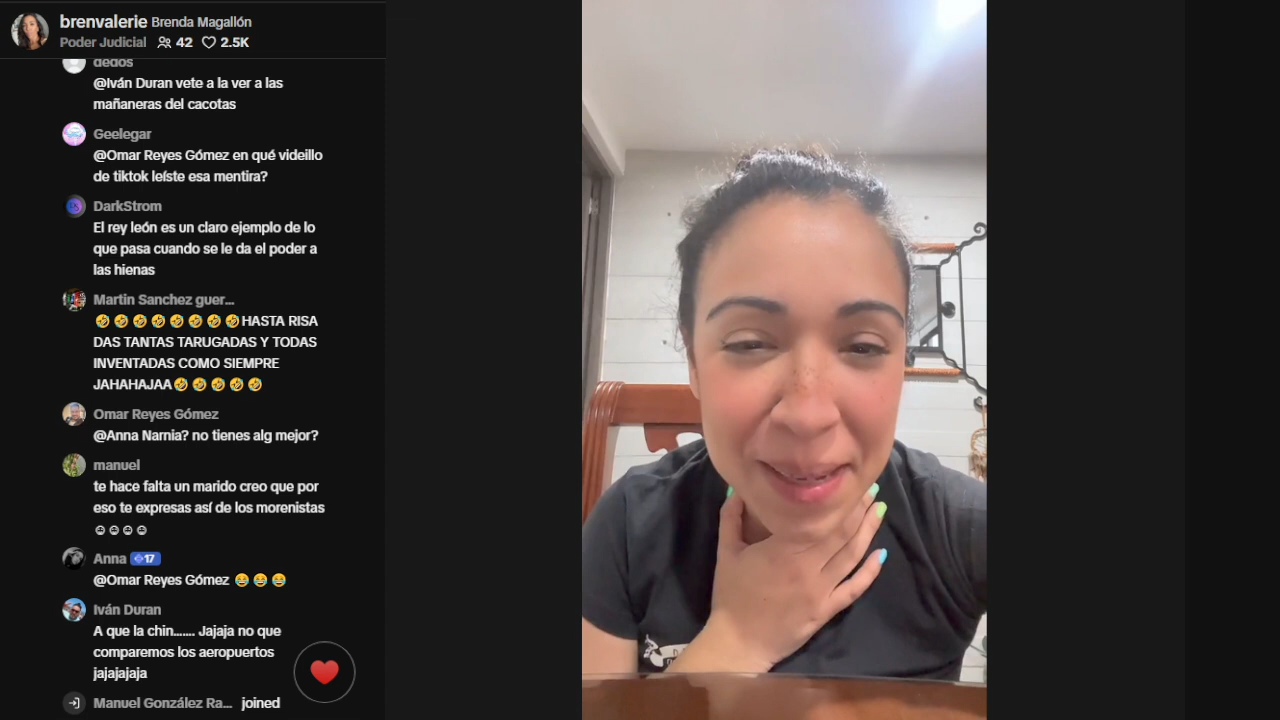 brenvalerie Brenda Magallón
Poder Judicial 42 2.5K
dedos
@Iván Duran vete a la ver a las
mañaneras del cacotas
Geelegar
@Omar Reyes Gómez en qué videillo
de tiktok leíste esa mentira?
DarkStrom
El rey león es un claro ejemplo de lo
que pasa cuando se le da el poder a
las hienas
Martin Sanchez guer...
🤣🤣🤣🤣🤣🤣🤣🤣HASTA RISA
DAS TANTAS TARUGADAS Y TODAS
INVENTADAS COMO SIEMPRE
JAHAHAJAA🤣🤣🤣🤣🤣
Omar Reyes Gómez
@Anna Narnia? no tienes alg mejor?
manuel
te hace falta un marido creo que por
eso te expresas así de los morenistas
☺☺☺☺
Anna 17
@Omar Reyes Gómez 😂😂😂
Iván Duran
A que la chin....... Jajaja no que
comparemos los aeropuertos
jajajajaja
Manuel González Ra... joined